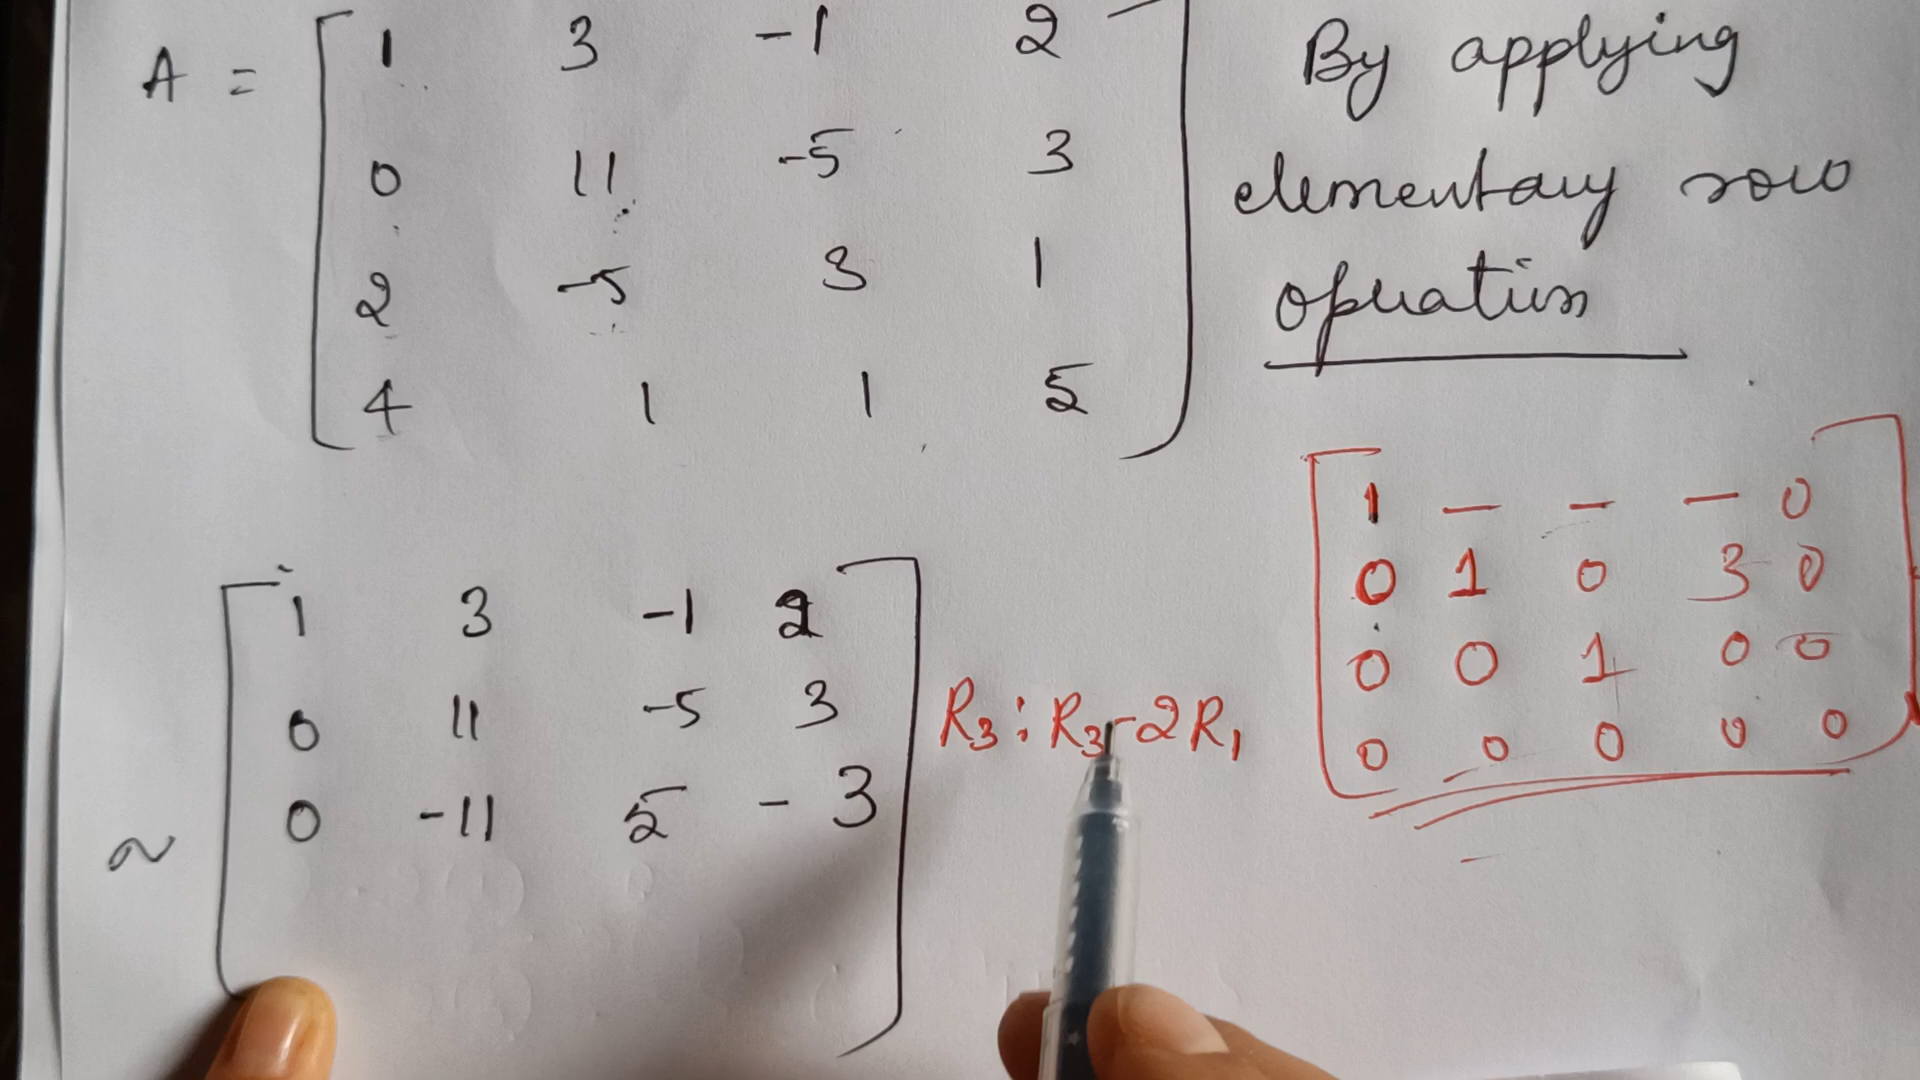 A = [ 1 3 -1 2
0 11 -5 3
2 -5 3 1
4 1 1 5 ]
By applying
elementary row
operation
~ [ 1 3 -1 2
0 11 -5 3
0 -11 5 -3 ]
R₃ : R₃-2R₁
[ 1 — — — 0
0 1 0 3 0
0 0 1 0 0
0 0 0 0 0 ]